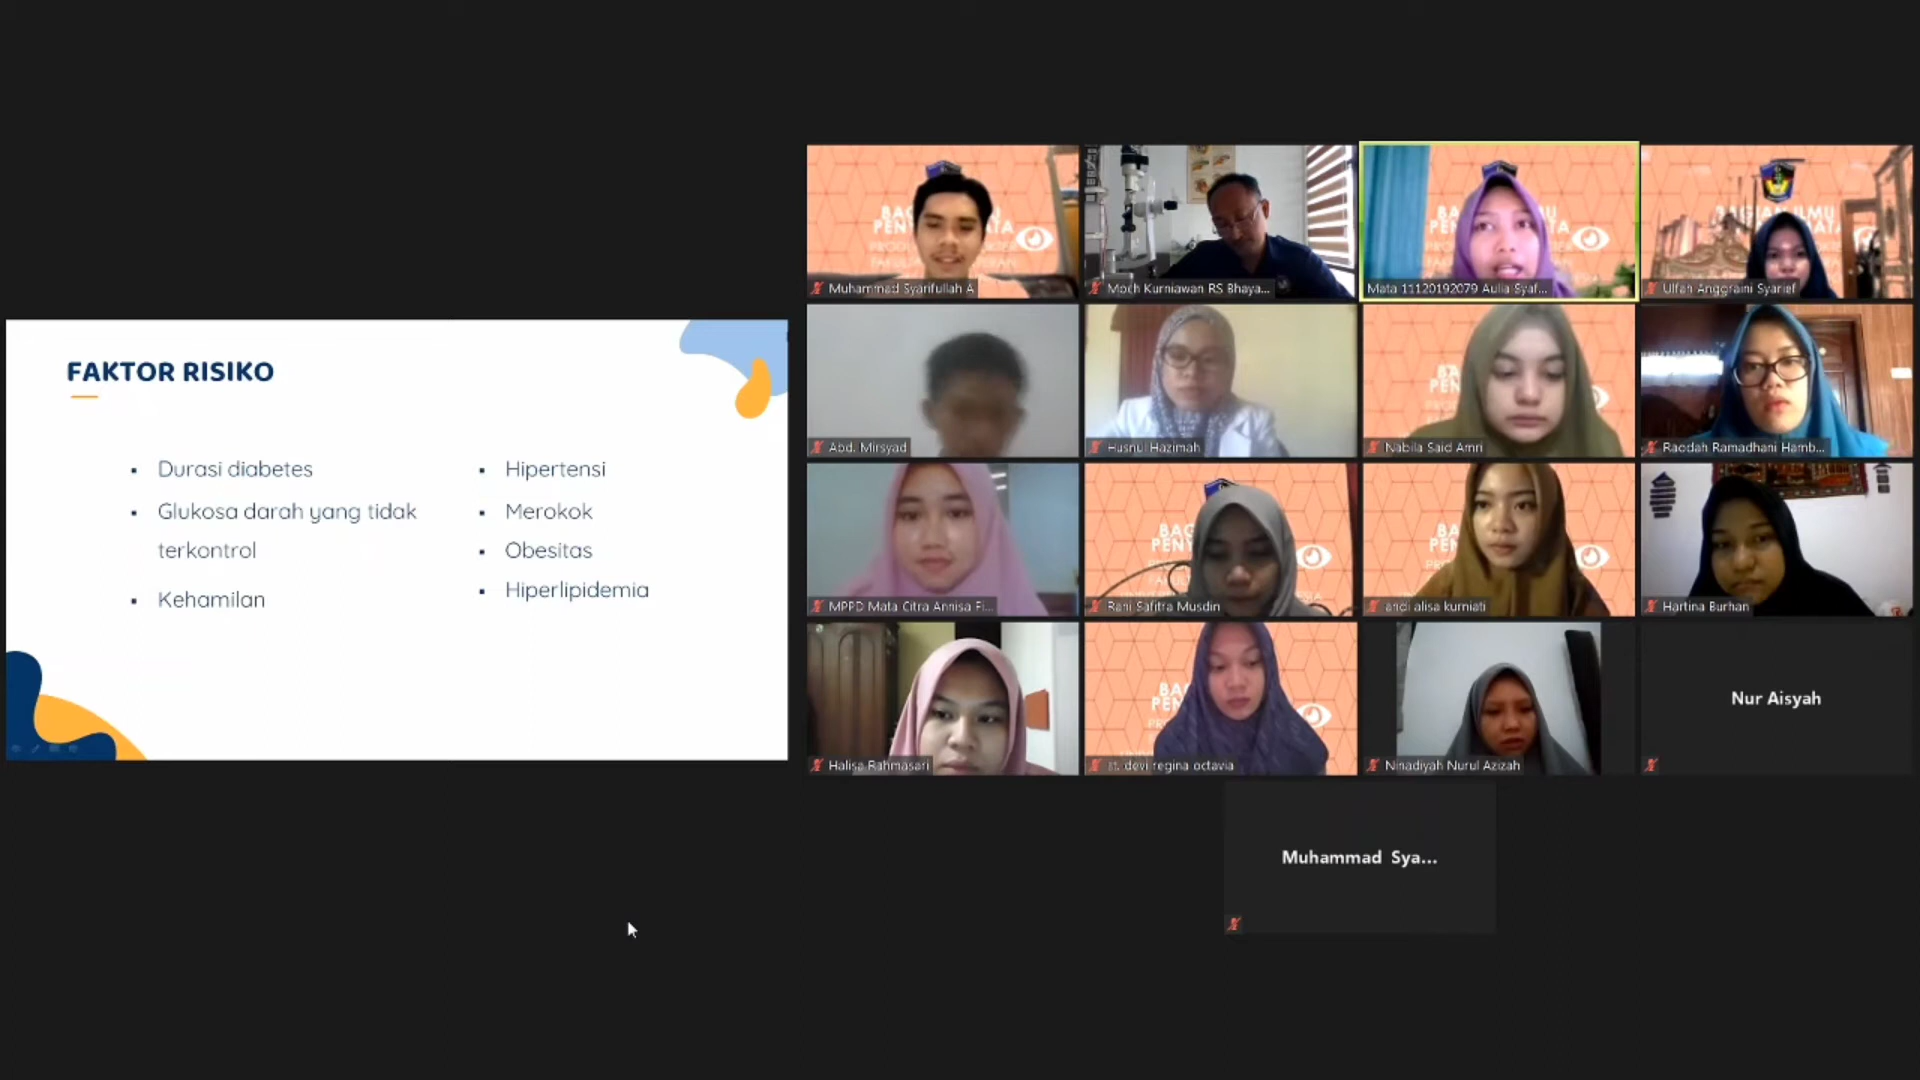 FAKTOR RISIKO
Durasi diabetes
Glukosa darah yang tidak
terkontrol
Kehamilan
Hipertensi
Merokok
Obesitas
Hiperlipidemia
Muhammad Syarifullah A
Moch Kurniawan RS Bhaya...
Mata 11120192079 Aulia Syaf...
Ulfah Anggraini Syarief
Abd. Mirsyad
Husnul Hazimah
Nabila Said Amri
Raodah Ramadhani Hamb...
MPPD Mata Citra Annisa Fi...
Rani Safitra Musdin
andi alisa kurniati
Hartina Burhan
Halisa Rahmasari
st. devi regina octavia
Ninadiyah Nurul Azizah
Nur Aisyah
Muhammad Sya...